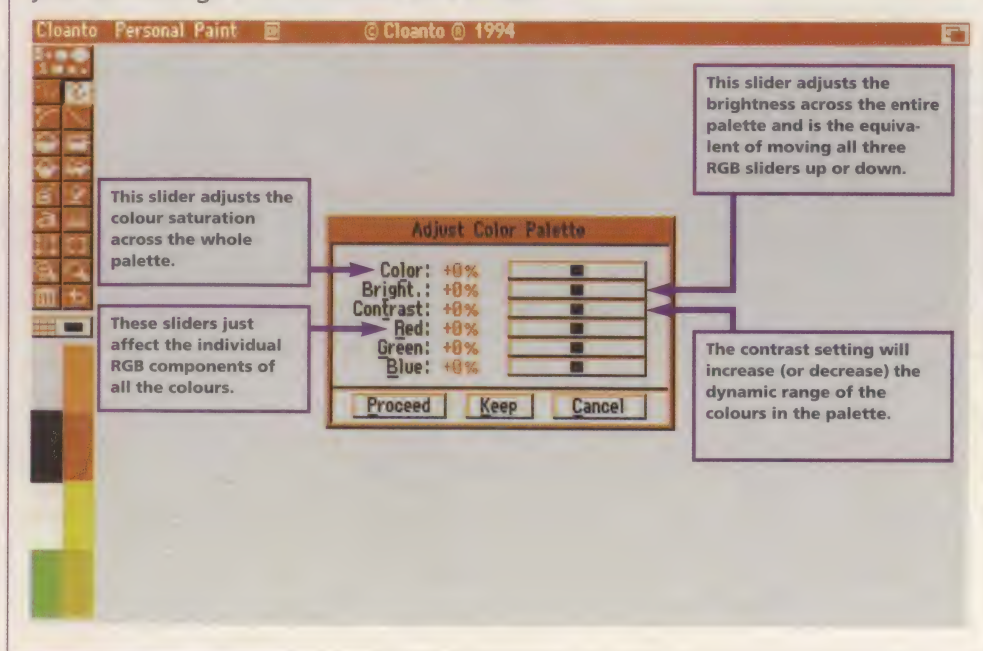 Cloanto Personal Paint © Cloanto ® 1994
This slider adjusts the
brightness across the entire
palette and is the equiva-
lent of moving all three
RGB sliders up or down.
This slider adjusts the
colour saturation
across the whole
palette.
Adjust Color Palette
Color: +0%
Bright.: +0%
Contrast: +0%
Red: +0%
Green: +0%
Blue: +0%
Proceed Keep Cancel
These sliders just
affect the individual
RGB components of
all the colours.
The contrast setting will
increase (or decrease) the
dynamic range of the
colours in the palette.